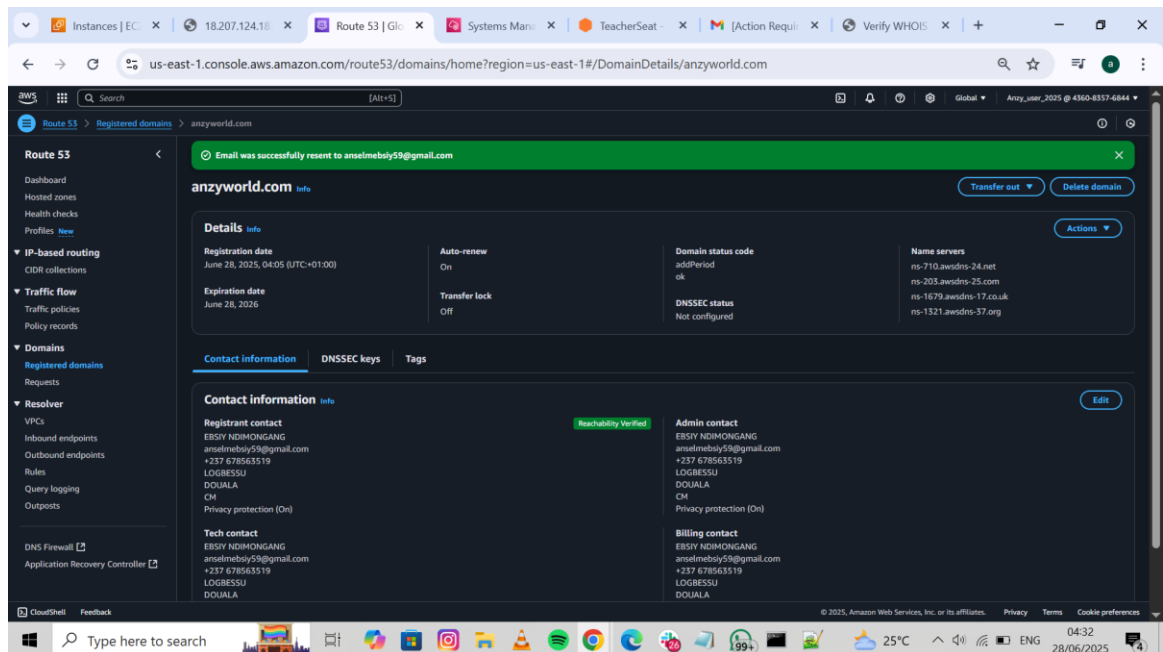 Instances | EC
18.207.124.18
Route 53 | Glo
Systems Mana
TeacherSeat -
[Action Requir
Verify WHOIS
us-east-1.console.aws.amazon.com/route53/domains/home?region=us-east-1#/DomainDetails/anzyworld.com
a
aws
Search
[Alt+S]
Global
Anzy_user_2025 @ 4360-8357-6844
Route 53 > Registered domains > anzyworld.com
Route 53
Dashboard
Hosted zones
Health checks
Profiles New
IP-based routing
CIDR collections
Traffic flow
Traffic policies
Policy records
Domains
Registered domains
Requests
Resolver
VPCs
Inbound endpoints
Outbound endpoints
Rules
Query logging
Outposts
DNS Firewall
Application Recovery Controller
Email was successfully resent to anselmebsiy59@gmail.com
anzyworld.com Info
Transfer out
Delete domain
Details Info
Actions
Registration date
June 28, 2025, 04:05 (UTC+01:00)
Expiration date
June 28, 2026
Auto-renew
On
Transfer lock
Off
Domain status code
addPeriod
ok
DNSSEC status
Not configured
Name servers
ns-710.awsdns-24.net
ns-203.awsdns-25.com
ns-1679.awsdns-17.co.uk
ns-1321.awsdns-37.org
Contact information
DNSSEC keys
Tags
Contact information Info
Edit
Registrant contact
Reachability Verified
EBSIY NDIMONGANG
anselmebsiy59@gmail.com
+237 678563519
LOGBESSU
DOUALA
CM
Privacy protection (On)
Admin contact
EBSIY NDIMONGANG
anselmebsiy59@gmail.com
+237 678563519
LOGBESSU
DOUALA
CM
Privacy protection (On)
Tech contact
EBSIY NDIMONGANG
anselmebsiy59@gmail.com
+237 678563519
LOGBESSU
DOUALA
Billing contact
EBSIY NDIMONGANG
anselmebsiy59@gmail.com
+237 678563519
LOGBESSU
DOUALA
CloudShell
Feedback
© 2025, Amazon Web Services, Inc. or its affiliates.
Privacy
Terms
Cookie preferences
Type here to search
26
99+
25°C
ENG
04:32
28/06/2025
4